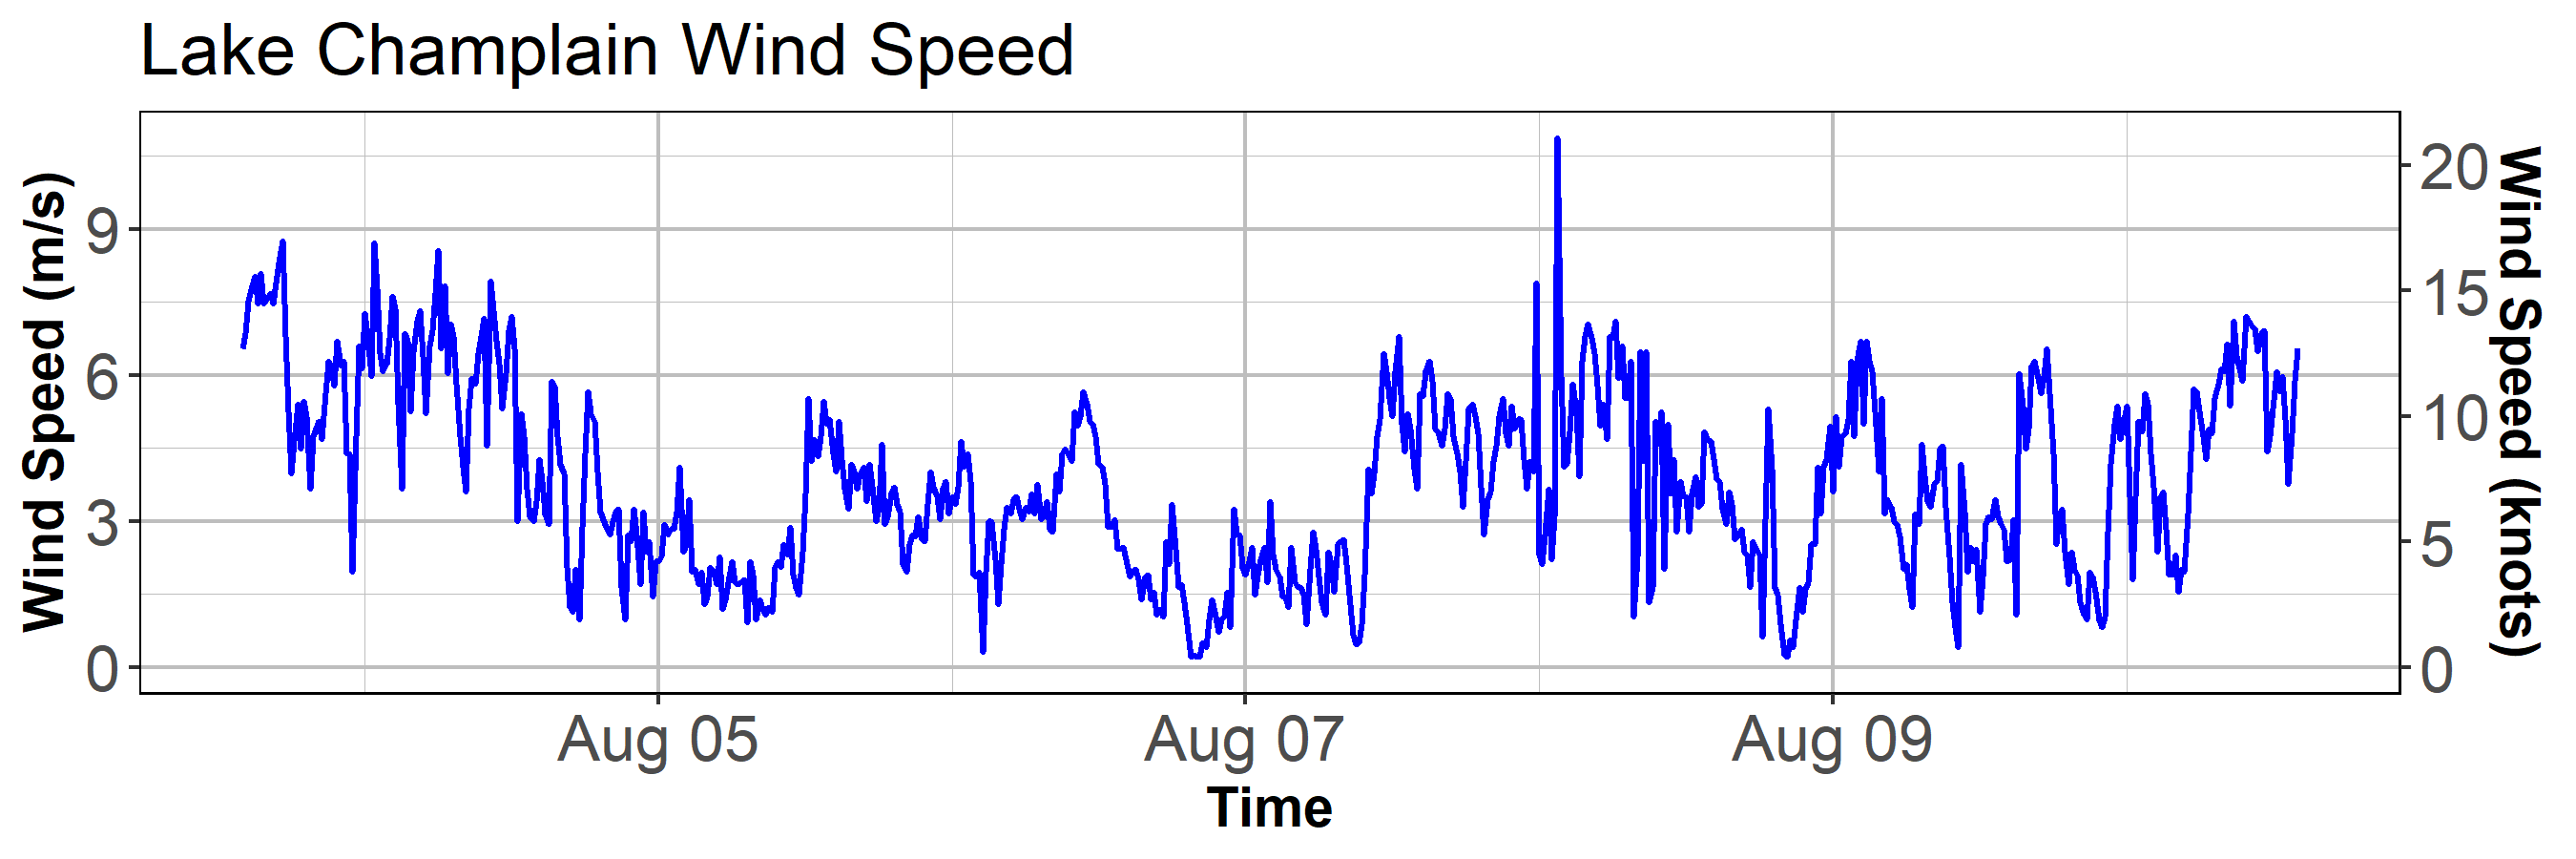 Lake Champlain Wind Speed
Wind Speed (m/s)
9
6
3
0
20
15
10
5
0
Wind Speed (knots)
Aug 05
Aug 07
Aug 09
Time